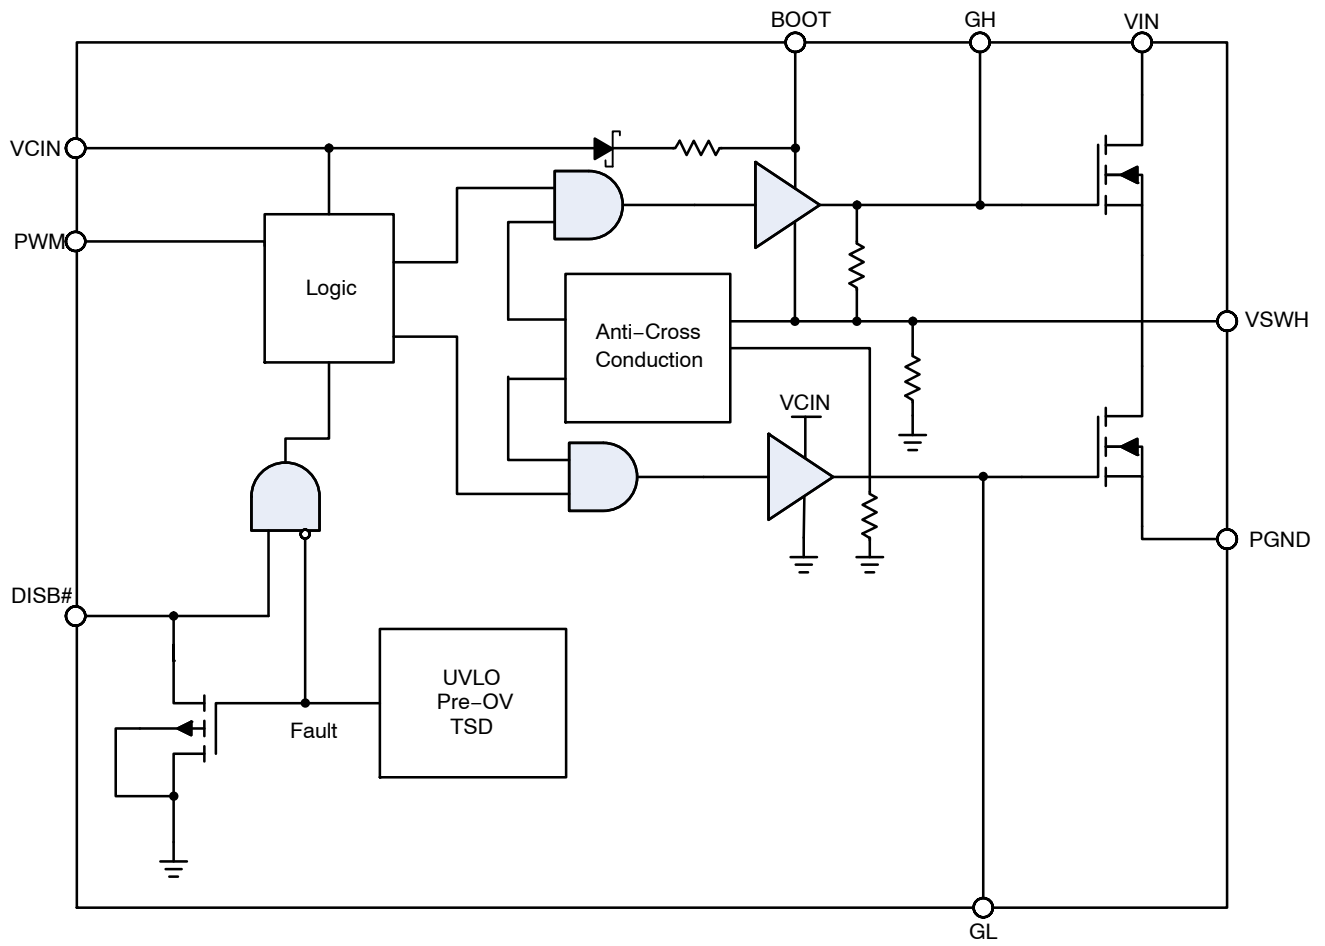 BOOT
GH
VIN
VCIN
PWM
Logic
Anti−Cross
Conduction
VSWH
VCIN
PGND
DISB#
UVLO
Pre−OV
TSD
Fault
GL